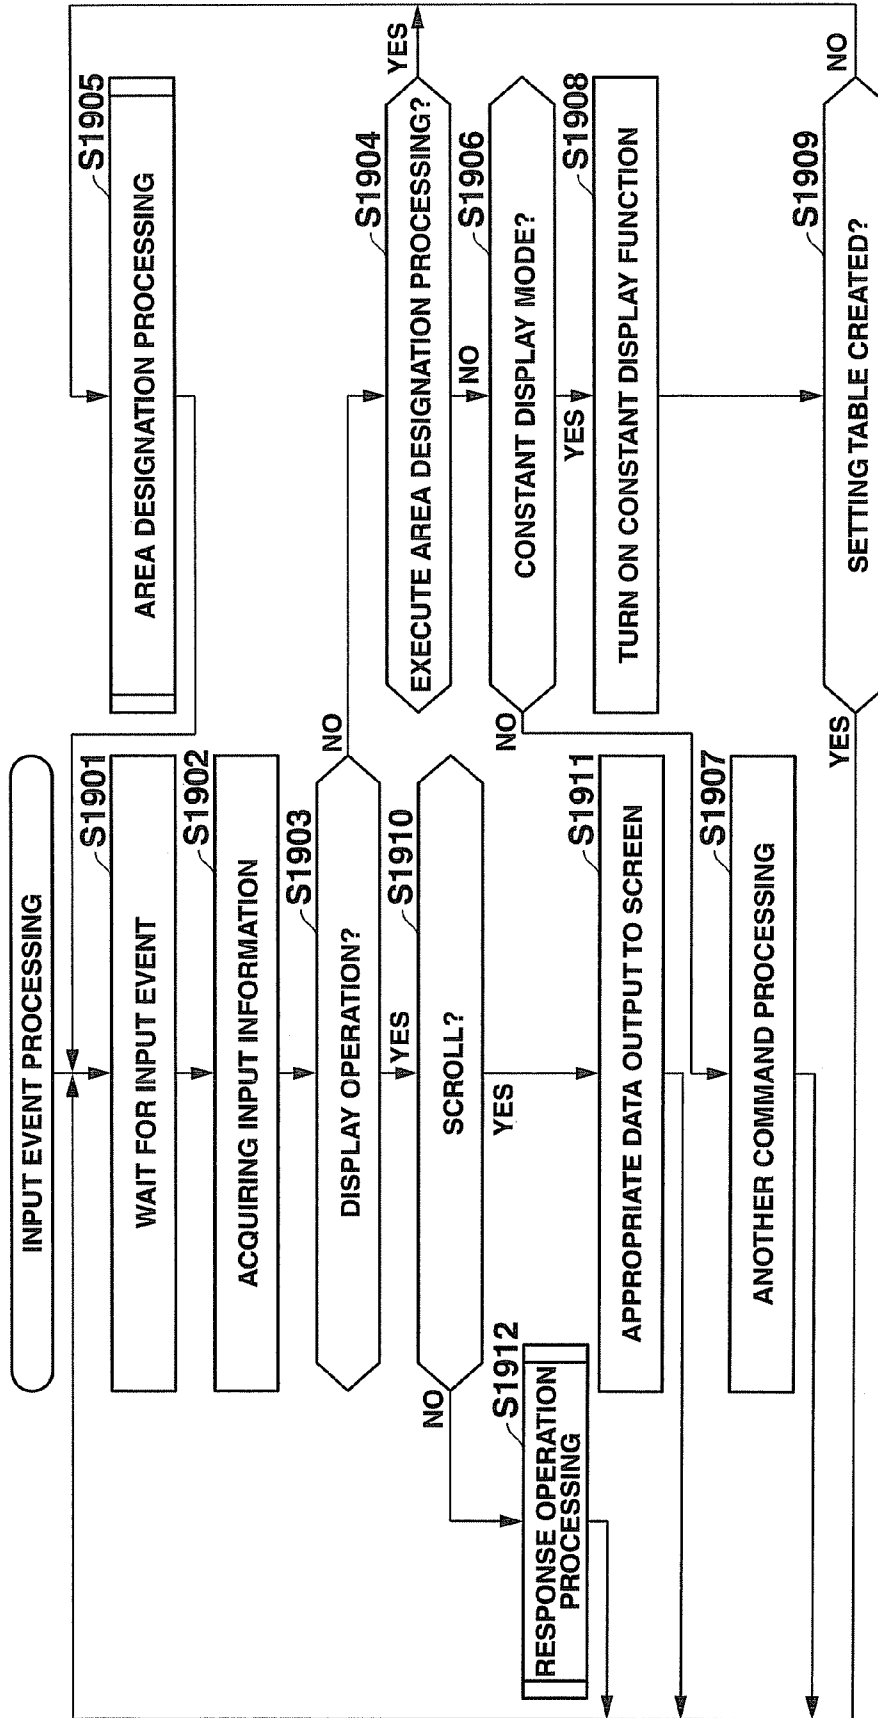 INPUT EVENT PROCESSING
S1901
WAIT FOR INPUT EVENT
S1902
ACQUIRING INPUT INFORMATION
S1903
DISPLAY OPERATION?
NO
YES
S1910
SCROLL?
NO
YES
S1912
RESPONSE OPERATION
PROCESSING
S1911
APPROPRIATE DATA OUTPUT TO SCREEN
S1907
ANOTHER COMMAND PROCESSING
S1905
AREA DESIGNATION PROCESSING
S1904
EXECUTE AREA DESIGNATION PROCESSING?
YES
NO
S1906
CONSTANT DISPLAY MODE?
NO
YES
S1908
TURN ON CONSTANT DISPLAY FUNCTION
S1909
SETTING TABLE CREATED?
YES
NO